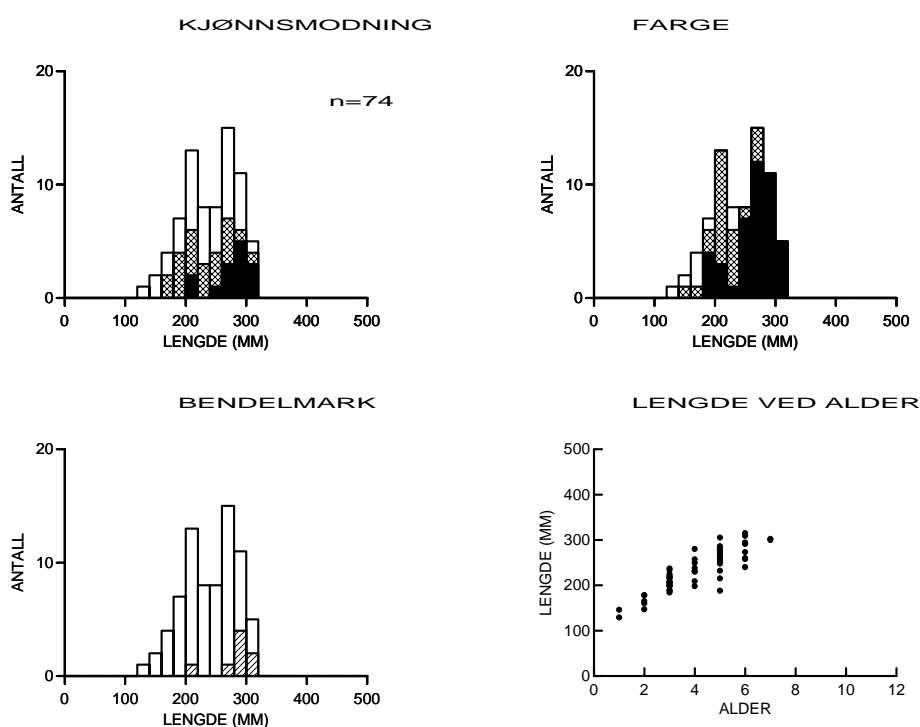 KJØNNSMODNING
n=74
20
10
0
ANTALL
0 100 200 300 400 500
LENGDE (MM)
FARGE
20
10
0
ANTALL
0 100 200 300 400 500
LENGDE (MM)
BENDELMARK
20
10
0
ANTALL
0 100 200 300 400 500
LENGDE (MM)
LENGDE VED ALDER
500
400
300
200
100
0
LENGDE (MM)
0 2 4 6 8 10 12
ALDER